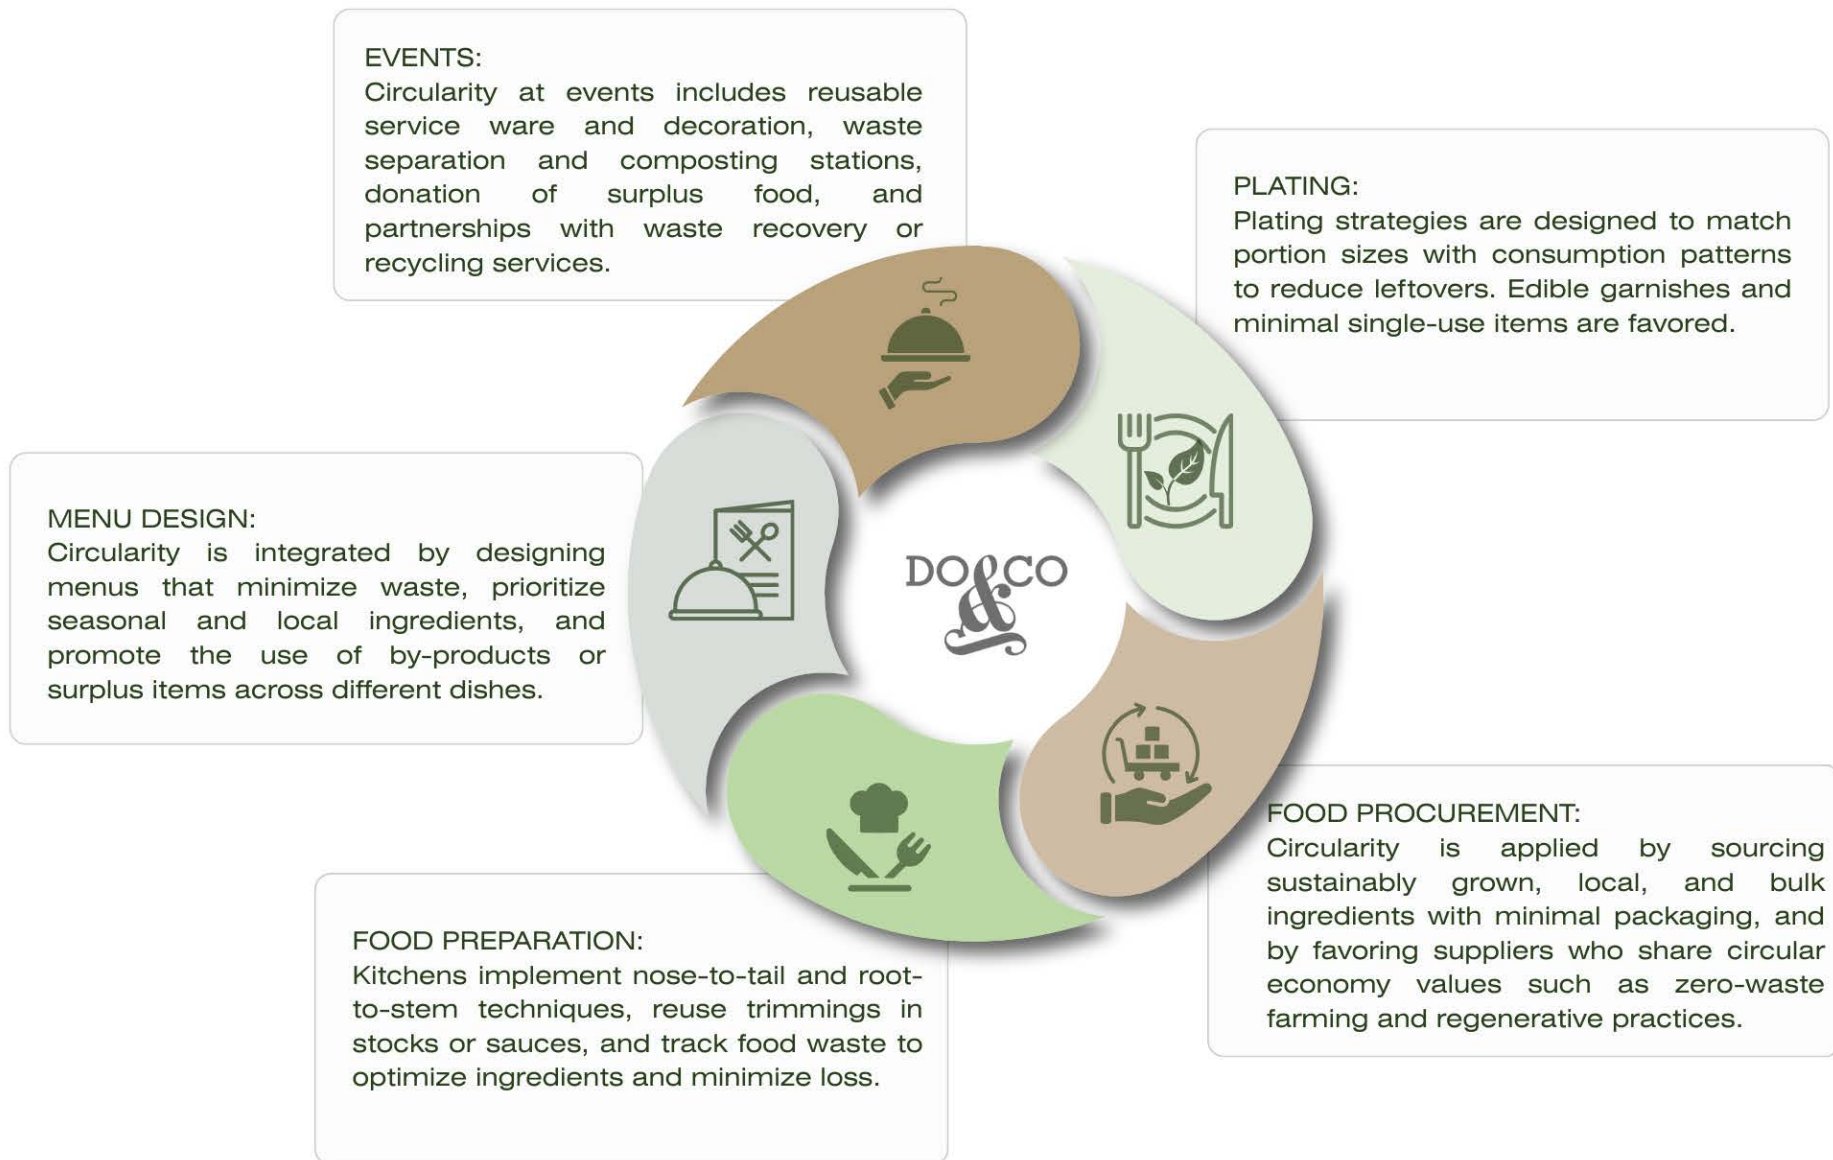 EVENTS:
Circularity at events includes reusable
service ware and decoration, waste
separation and composting stations,
donation of surplus food, and
partnerships with waste recovery or
recycling services.
PLATING:
Plating strategies are designed to match
portion sizes with consumption patterns
to reduce leftovers. Edible garnishes and
minimal single-use items are favored.
MENU DESIGN:
Circularity is integrated by designing
menus that minimize waste, prioritize
seasonal and local ingredients, and
promote the use of by-products or
surplus items across different dishes.
DO&CO
FOOD PROCUREMENT:
Circularity is applied by sourcing
sustainably grown, local, and bulk
ingredients with minimal packaging, and
by favoring suppliers who share circular
economy values such as zero-waste
farming and regenerative practices.
FOOD PREPARATION:
Kitchens implement nose-to-tail and root-
to-stem techniques, reuse trimmings in
stocks or sauces, and track food waste to
optimize ingredients and minimize loss.